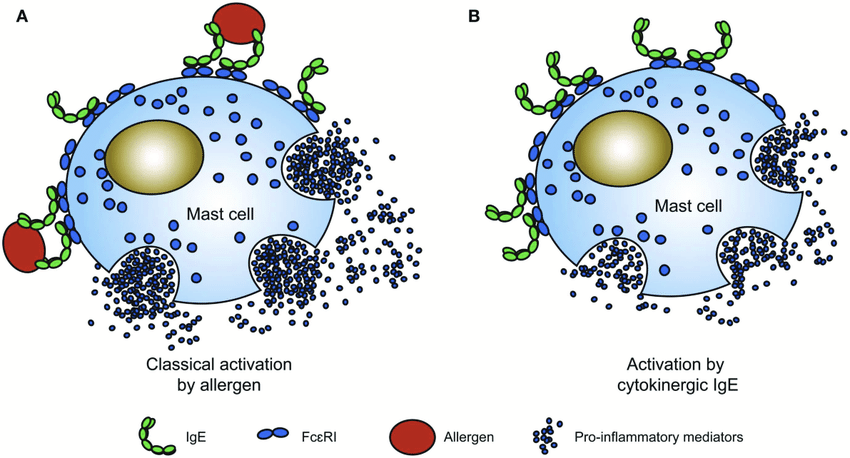 A
B
Mast cell
Mast cell
Classical activation
by allergen
Activation by
cytokinergic IgE
IgE
FcεRI
Allergen
Pro-inflammatory mediators